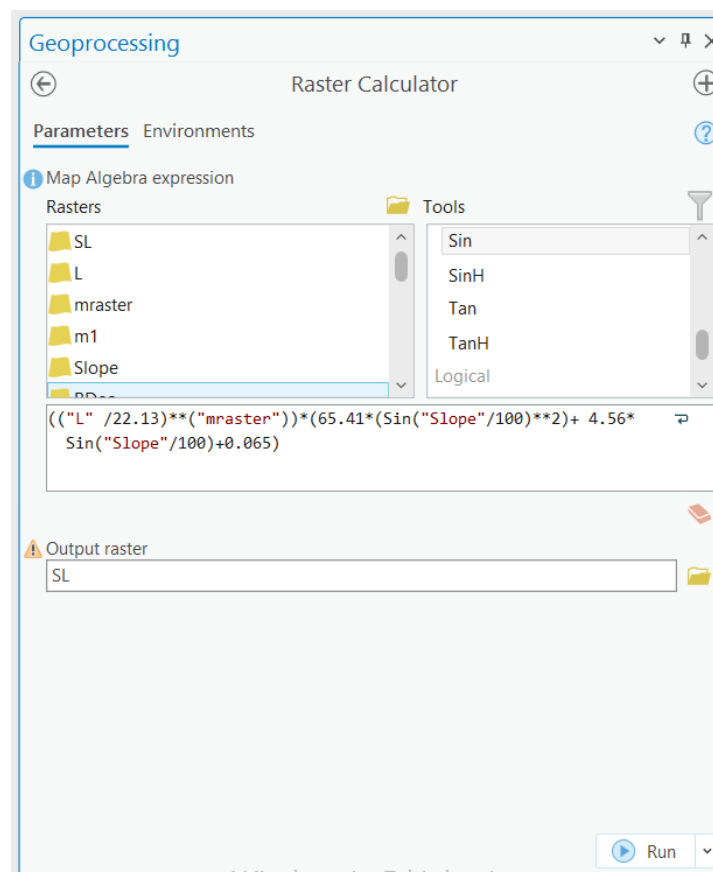 Geoprocessing
Raster Calculator
Parameters Environments
Map Algebra expression
Rasters
Tools
SL
L
mraster
m1
Slope
Sin
SinH
Tan
TanH
Logical
(("L" /22.13)**("mraster"))*(65.41*(Sin("Slope"/100)**2)+ 4.56*
Sin("Slope"/100)+0.065)
Output raster
SL
Run